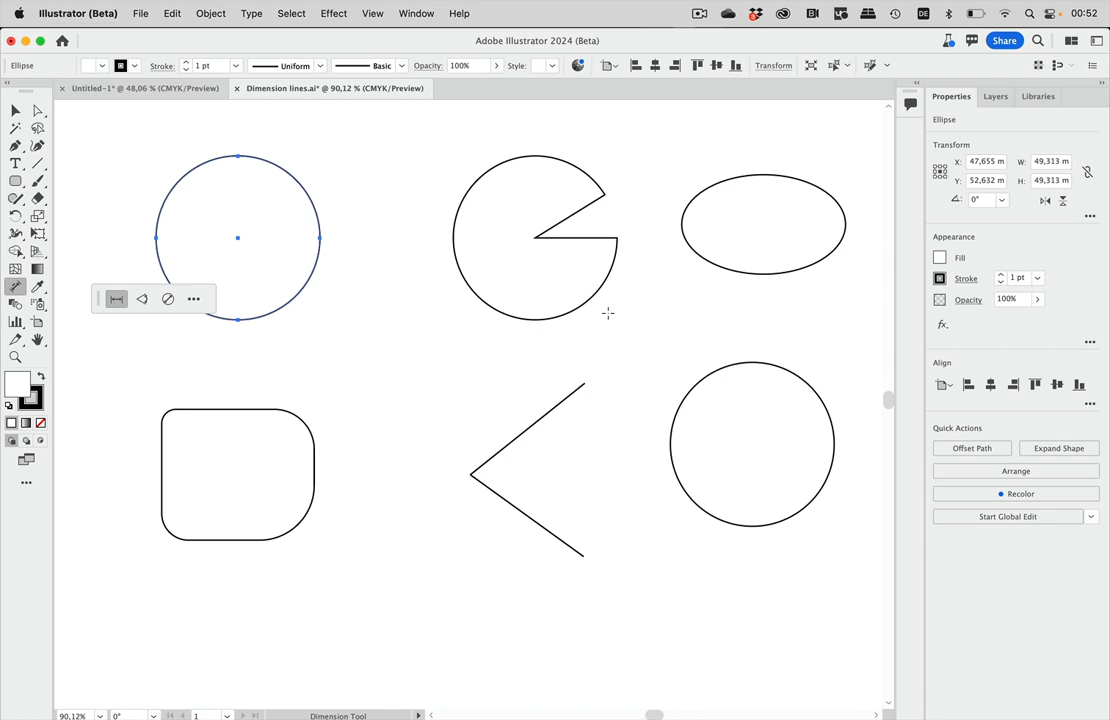 Illustrator (Beta) File Edit Object Type Select Effect View Window Help DE 00:52
Adobe Illustrator 2024 (Beta) Share
Ellipse Stroke: 1 pt Uniform Basic Opacity: 100% Style: Transform
Untitled-1* @ 48,06 % (CMYK/Preview) Dimension lines.ai* @ 90,12 % (CMYK/Preview)
Properties Layers Libraries
Ellipse
Transform
X: 47,655 m W: 49,313 m
Y: 52,632 m H: 49,313 m
0°
Appearance
Fill
Stroke 1 pt
Opacity 100%
fx.
Align
Quick Actions
Offset Path Expand Shape
Arrange
Recolor
Start Global Edit
90,12% 0° 1 Dimension Tool